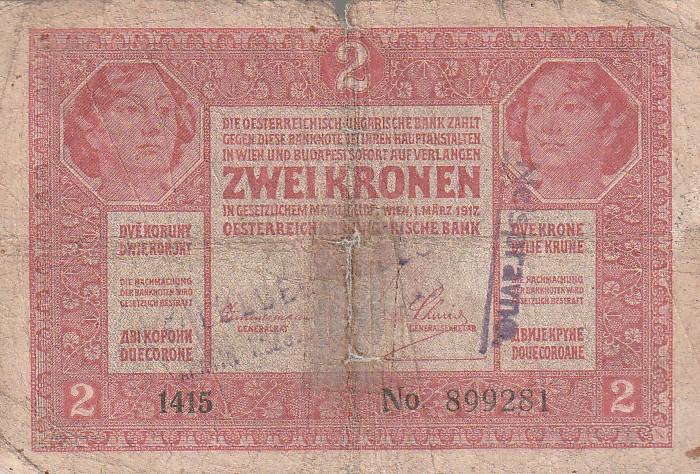 2
DIE OESTERREICHISCH-UNGARISCHE BANK ZAHLT
GEGEN DIESE BANKNOTE BEI IHREN HAUPTANSTALTEN
IN WIEN UND BUDAPEST SOFORT AUF VERLANGEN
ZWEI KRONEN
IN GESETZLICHEM METALLGELDE. WIEN, 1. MÄRZ 1917.
OESTERREICHISCH-UNGARISCHE BANK
DVĚ KORUNY
DWIE KORONY
DIE NACHMACHUNG
DER BANKNOTEN WIRD
GESETZLICH BESTRAFT
ДВІ КОРОНИ
DUE CORONE
DVE KRONE
DVIJE KRUNE
DIE NACHMACHUNG
DER BANKNOTEN WIRD
GESETZLICH BESTRAFT
ДВИЈЕ КРУНЕ
DOUE COROANE
GENERALRAT
GENERALSEKRETÄR
2
1415
No. 899281
2